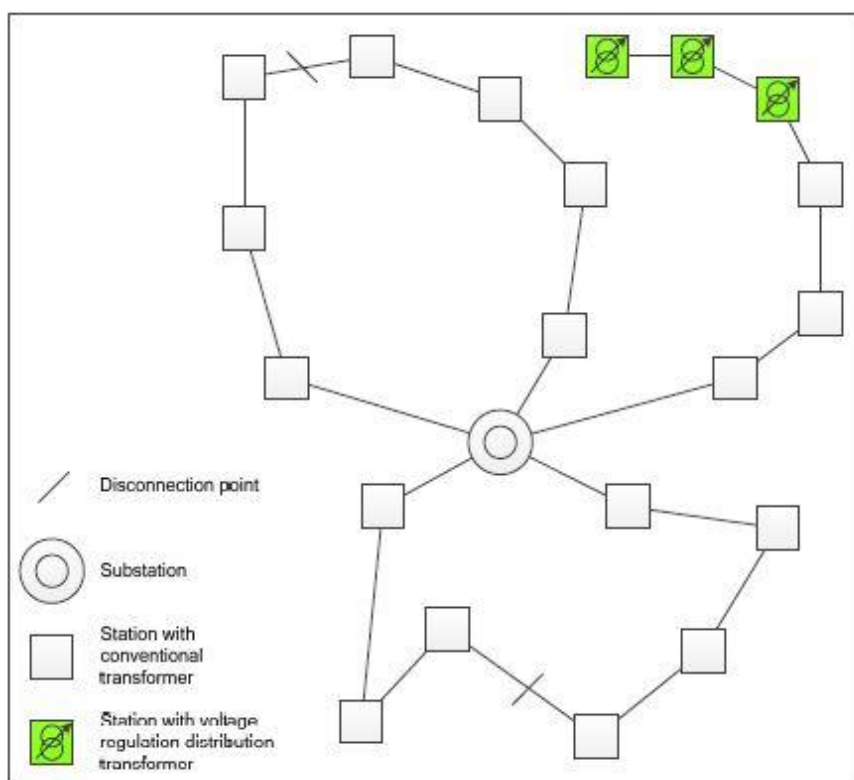 Disconnection point
Substation
Station with
conventional
transformer
Station with voltage
regulation distribution
transformer